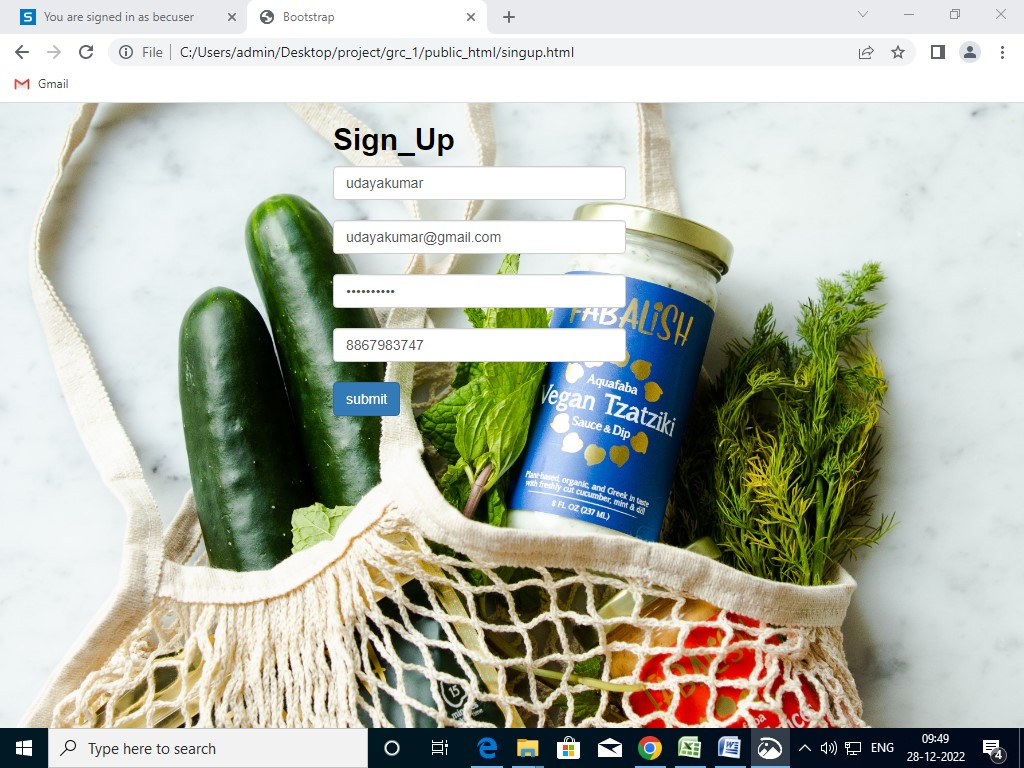 You are signed in as becuser
Bootstrap
File
C:/Users/admin/Desktop/project/grc_1/public_html/singup.html
Gmail
Sign_Up
udayakumar
udayakumar@gmail.com
••••••••••
8867983747
submit
FABALiSH
Aquafaba
Vegan Tzatziki
Sauce & Dip
Plant-based, organic, and Greek in taste
with freshly cut cucumber, mint & dill
8 FL OZ (237 ML)
15
Type here to search
ENG
09:49
28-12-2022
4